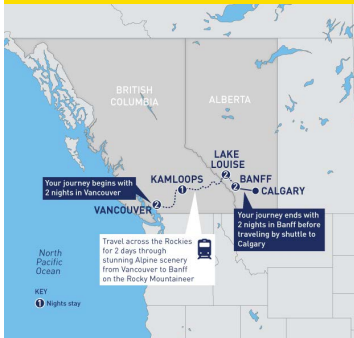 BRITISH
COLUMBIA
ALBERTA
LAKE
LOUISE
2
KAMLOOPS
1
BANFF
2
CALGARY
Your journey begins with
2 nights in Vancouver
VANCOUVER
2
Your journey ends with
2 nights in Banff before
traveling by shuttle to
Calgary
Travel across the Rockies
for 2 days through
stunning Alpine scenery
from Vancouver to Banff
on the Rocky Mountaineer
North
Pacific
Ocean
KEY
1 Nights stay